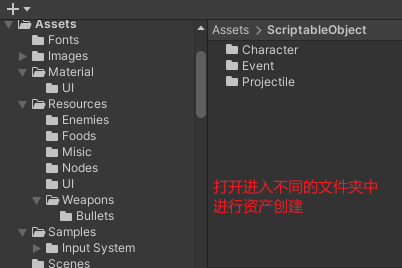 Assets
Fonts
Images
Material
UI
Resources
Enemies
Foods
Misic
Nodes
UI
Weapons
Bullets
Samples
Input System
Scenes
Assets > ScriptableObject
Character
Event
Projectile
打开进入不同的文件夹中
进行资产创建